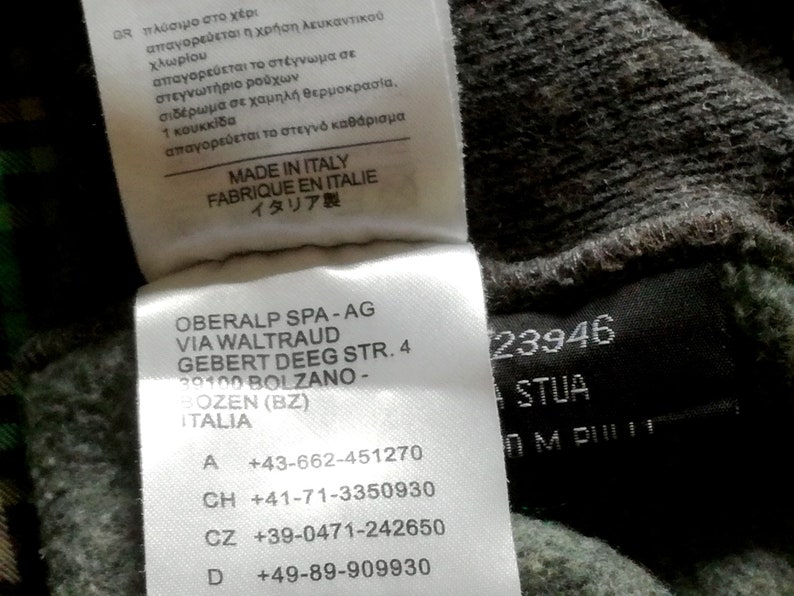 GR πλύσιμο στο χέρι
απαγορεύεται η χρήση λευκαντικού
χλωρίου
απαγορεύεται το στέγνωμα σε
στεγνωτήριο ρούχων
σιδέρωμα σε χαμηλή θερμοκρασία,
1 κουκκίδα
απαγορεύεται το στεγνό καθάρισμα
MADE IN ITALY
FABRIQUE EN ITALIE
イタリア製
OBERALP SPA - AG
VIA WALTRAUD
GEBERT DEEG STR. 4
39100 BOLZANO -
BOZEN (BZ)
ITALIA
A +43-662-451270
CH +41-71-3350930
CZ +39-0471-242650
D +49-89-909930
23946
STUA
M